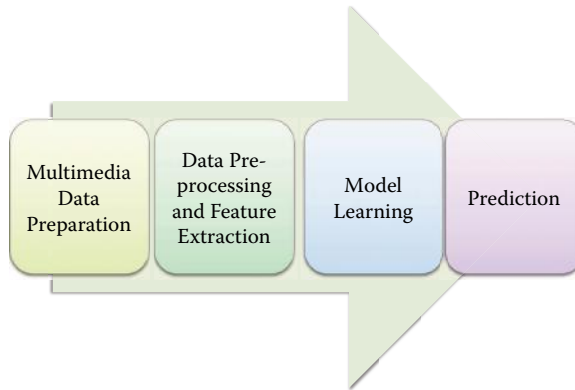 Multimedia
Data
Preparation
Data Pre-
processing
and Feature
Extraction
Model
Learning
Prediction